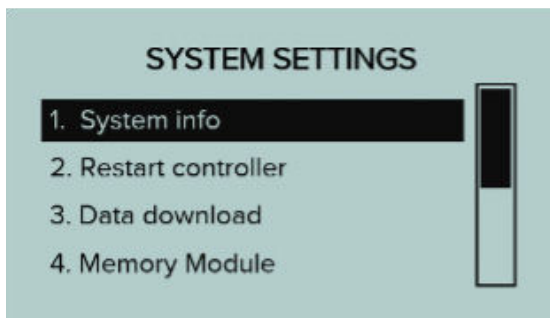 SYSTEM SETTINGS
1. System info
2. Restart controller
3. Data download
4. Memory Module